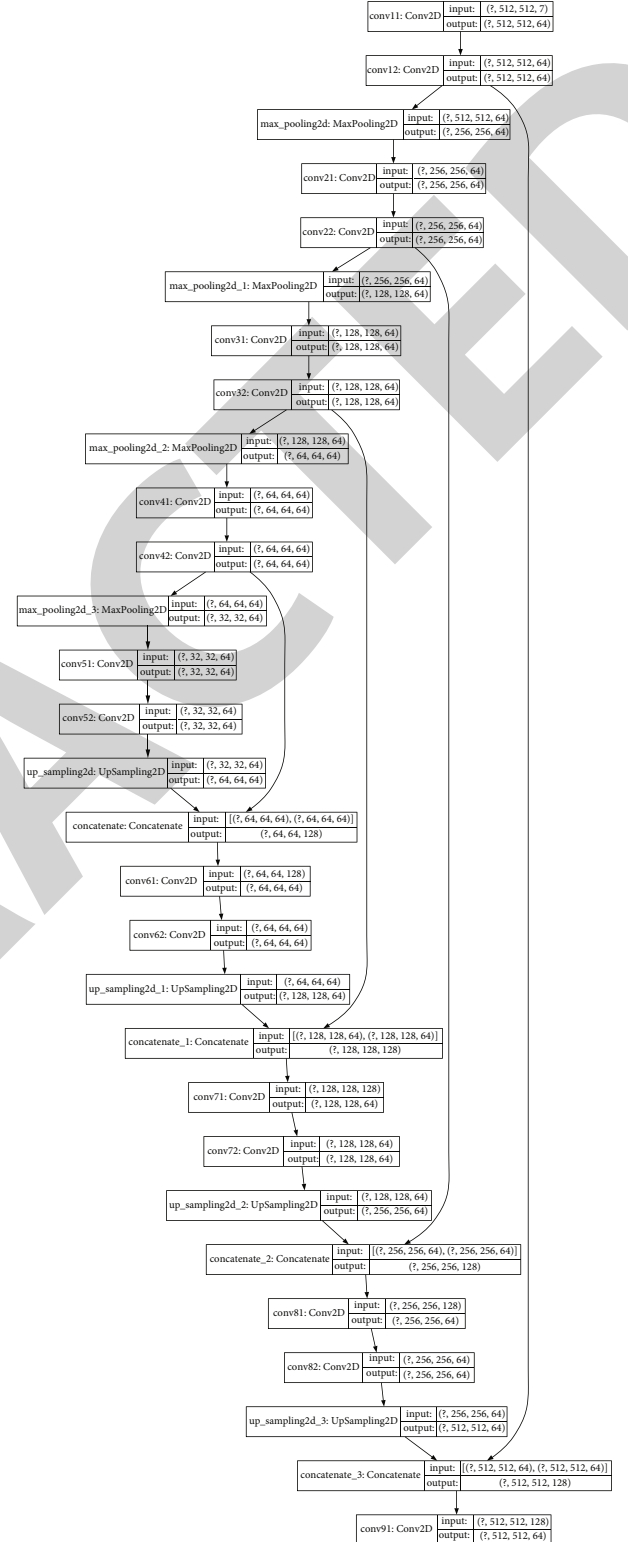 conv11: Conv2D input: (?, 512, 512, 7)
output: (?, 512, 512, 64)
conv12: Conv2D input: (?, 512, 512, 64)
output: (?, 512, 512, 64)
max_pooling2d: MaxPooling2D input: (?, 512, 512, 64)
output: (?, 256, 256, 64)
conv21: Conv2D input: (?, 256, 256, 64)
output: (?, 256, 256, 64)
conv22: Conv2D input: (?, 256, 256, 64)
output: (?, 256, 256, 64)
max_pooling2d_1: MaxPooling2D input: (?, 256, 256, 64)
output: (?, 128, 128, 64)
conv31: Conv2D input: (?, 128, 128, 64)
output: (?, 128, 128, 64)
conv32: Conv2D input: (?, 128, 128, 64)
output: (?, 128, 128, 64)
max_pooling2d_2: MaxPooling2D input: (?, 128, 128, 64)
output: (?, 64, 64, 64)
conv41: Conv2D input: (?, 64, 64, 64)
output: (?, 64, 64, 64)
conv42: Conv2D input: (?, 64, 64, 64)
output: (?, 64, 64, 64)
max_pooling2d_3: MaxPooling2D input: (?, 64, 64, 64)
output: (?, 32, 32, 64)
conv51: Conv2D input: (?, 32, 32, 64)
output: (?, 32, 32, 64)
conv52: Conv2D input: (?, 32, 32, 64)
output: (?, 32, 32, 64)
up_sampling2d: UpSampling2D input: (?, 32, 32, 64)
output: (?, 64, 64, 64)
concatenate: Concatenate input: [(?, 64, 64, 64), (?, 64, 64, 64)]
output: (?, 64, 64, 128)
conv61: Conv2D input: (?, 64, 64, 128)
output: (?, 64, 64, 64)
conv62: Conv2D input: (?, 64, 64, 64)
output: (?, 64, 64, 64)
up_sampling2d_1: UpSampling2D input: (?, 64, 64, 64)
output: (?, 128, 128, 64)
concatenate_1: Concatenate input: [(?, 128, 128, 64), (?, 128, 128, 64)]
output: (?, 128, 128, 128)
conv71: Conv2D input: (?, 128, 128, 128)
output: (?, 128, 128, 64)
conv72: Conv2D input: (?, 128, 128, 64)
output: (?, 128, 128, 64)
up_sampling2d_2: UpSampling2D input: (?, 128, 128, 64)
output: (?, 256, 256, 64)
concatenate_2: Concatenate input: [(?, 256, 256, 64), (?, 256, 256, 64)]
output: (?, 256, 256, 128)
conv81: Conv2D input: (?, 256, 256, 128)
output: (?, 256, 256, 64)
conv82: Conv2D input: (?, 256, 256, 64)
output: (?, 256, 256, 64)
up_sampling2d_3: UpSampling2D input: (?, 256, 256, 64)
output: (?, 512, 512, 64)
concatenate_3: Concatenate input: [(?, 512, 512, 64), (?, 512, 512, 64)]
output: (?, 512, 512, 128)
conv91: Conv2D input: (?, 512, 512, 128)
output: (?, 512, 512, 64)
ACTED